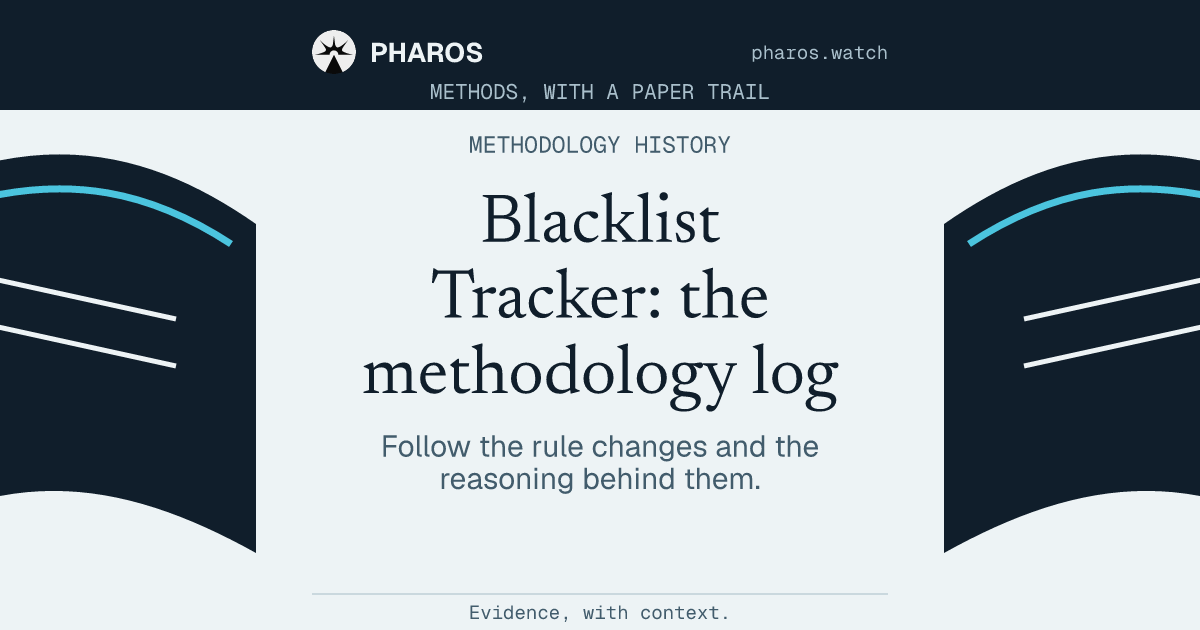 PHAROS
pharos.watch
METHODS, WITH A PAPER TRAIL
METHODOLOGY HISTORY
Blacklist
Tracker: the
methodology log
Follow the rule changes and the
reasoning behind them.
Evidence, with context.